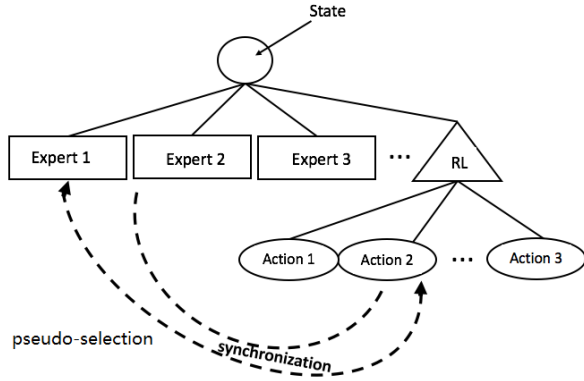 State
Expert 1
Expert 2
Expert 3
...
RL
Action 1
Action 2
...
Action 3
pseudo-selection
synchronization